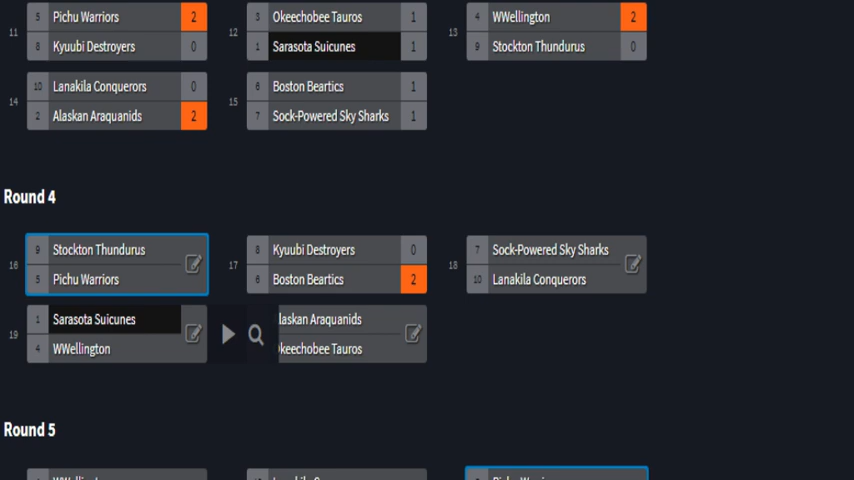 5 Pichu Warriors 2
11
8 Kyuubi Destroyers 0
3 Okeechobee Tauros 1
12
1 Sarasota Suicunes 1
4 WWellington 2
13
9 Stockton Thundurus 0
10 Lanakila Conquerors 0
14
2 Alaskan Araquanids 2
6 Boston Beartics 1
15
7 Sock-Powered Sky Sharks 1
Round 4
9 Stockton Thundurus
16
5 Pichu Warriors
8 Kyuubi Destroyers 0
17
6 Boston Beartics 2
7 Sock-Powered Sky Sharks
18
10 Lanakila Conquerors
1 Sarasota Suicunes
19
4 WWellington
laskan Araquanids
keechobee Tauros
Round 5